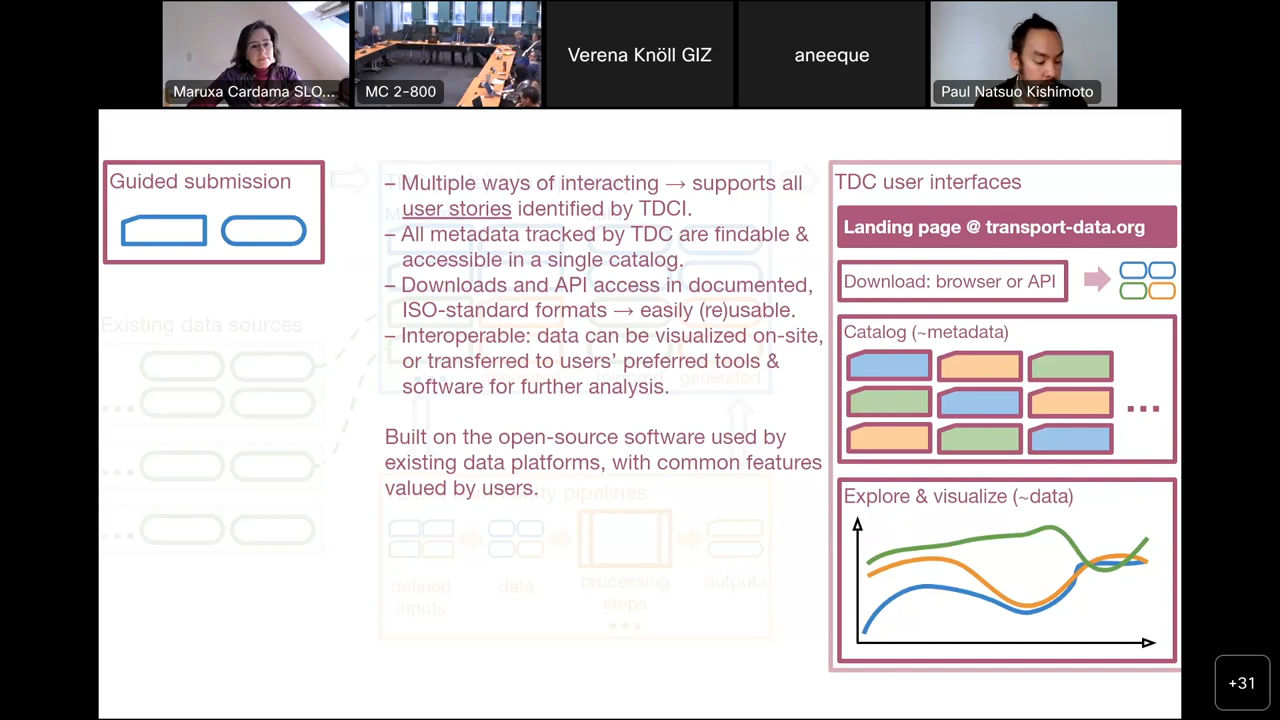 Maruxa Cardama SLO...
MC 2-800
Verena Knöll GIZ
aneeque
Paul Natsuo Kishimoto
Guided submission
– Multiple ways of interacting → supports all
user stories identified by TDCI.
– All metadata tracked by TDC are findable &
accessible in a single catalog.
– Downloads and API access in documented,
ISO-standard formats → easily (re)usable.
– Interoperable: data can be visualized on-site,
or transferred to users’ preferred tools &
software for further analysis.
Built on the open-source software used by
existing data platforms, with common features
valued by users.
TDC user interfaces
Landing page @ transport-data.org
Download: browser or API
Catalog (~metadata)
...
Explore & visualize (~data)
Existing data sources
...
...
...
generated
pipelines
defined
inputs
data
processing
steps
...
outputs
+31